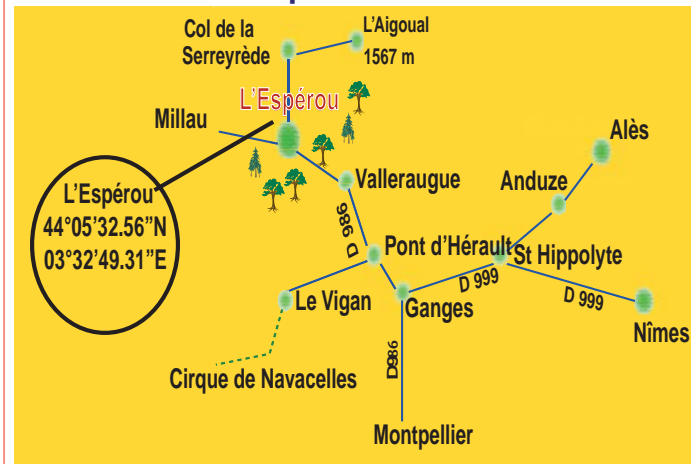 Col de la
Serreyrède
L'Aigoual
1567 m
L'Espérou
Millau
Alès
L'Espérou
44°05'32.56"N
03°32'49.31"E
Valleraugue
Anduze
D 986
Pont d'Hérault
St Hippolyte
D 999
D 999
Le Vigan
Ganges
Nîmes
D986
Cirque de Navacelles
Montpellier